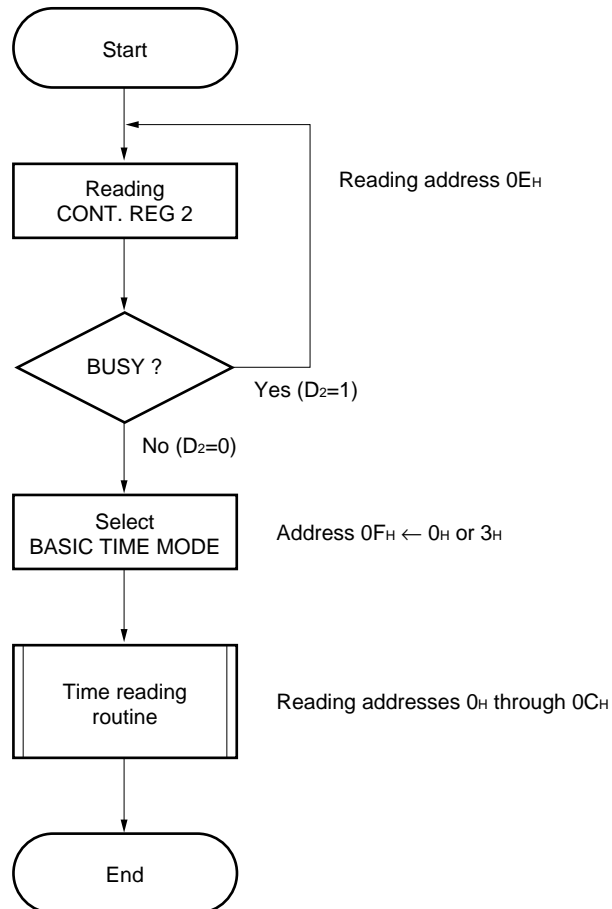 Start
Reading
CONT. REG 2
Reading address 0EH
BUSY ?
Yes (D2=1)
No (D2=0)
Select
BASIC TIME MODE
Address 0FH ← 0H or 3H
Time reading
routine
Reading addresses 0H through 0CH
End